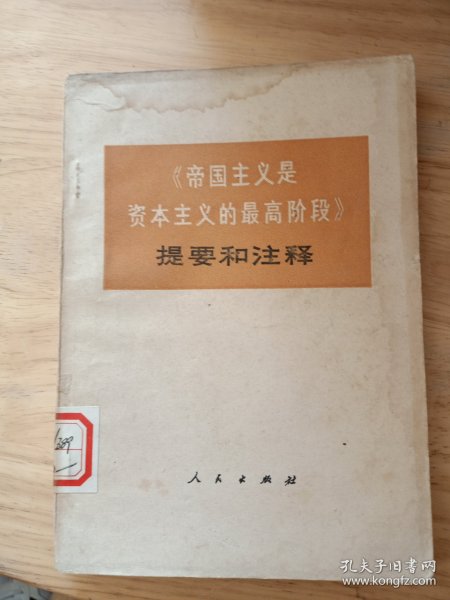 《帝国主义是
资本主义的最高阶段》
提要和注释
人民出版社
孔夫子旧书网
www.kongfz.com